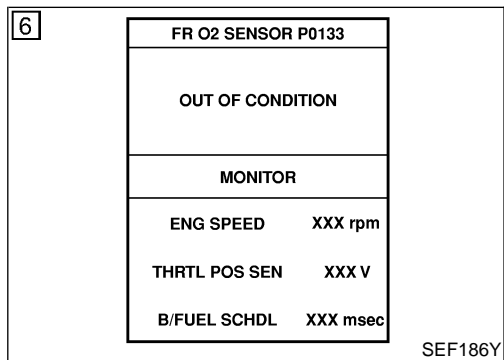 6
FR O2 SENSOR P0133
OUT OF CONDITION
MONITOR
ENG SPEED XXX rpm
THRTL POS SEN XXX V
B/FUEL SCHDL XXX msec
SEF186Y